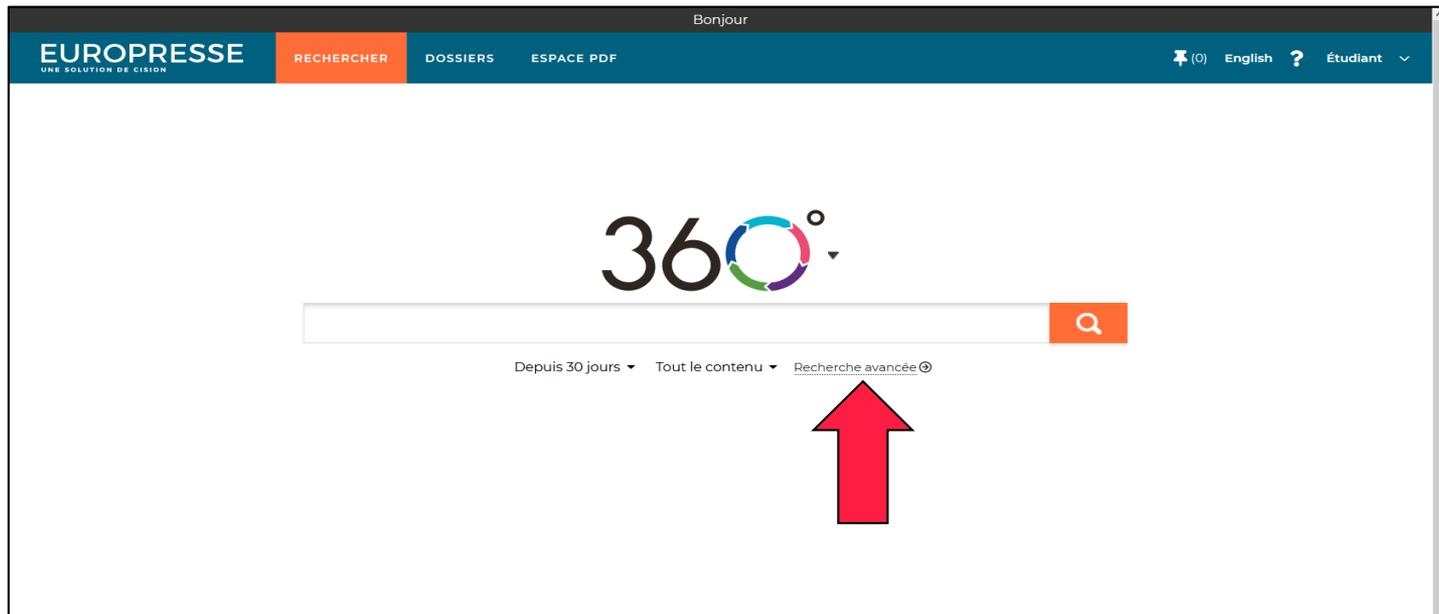 Bonjour
EUROPRESSE
UNE SOLUTION DE CISION
RECHERCHER DOSSIERS ESPACE PDF (0) English ? Étudiant
360°
Depuis 30 jours Tout le contenu Recherche avancée